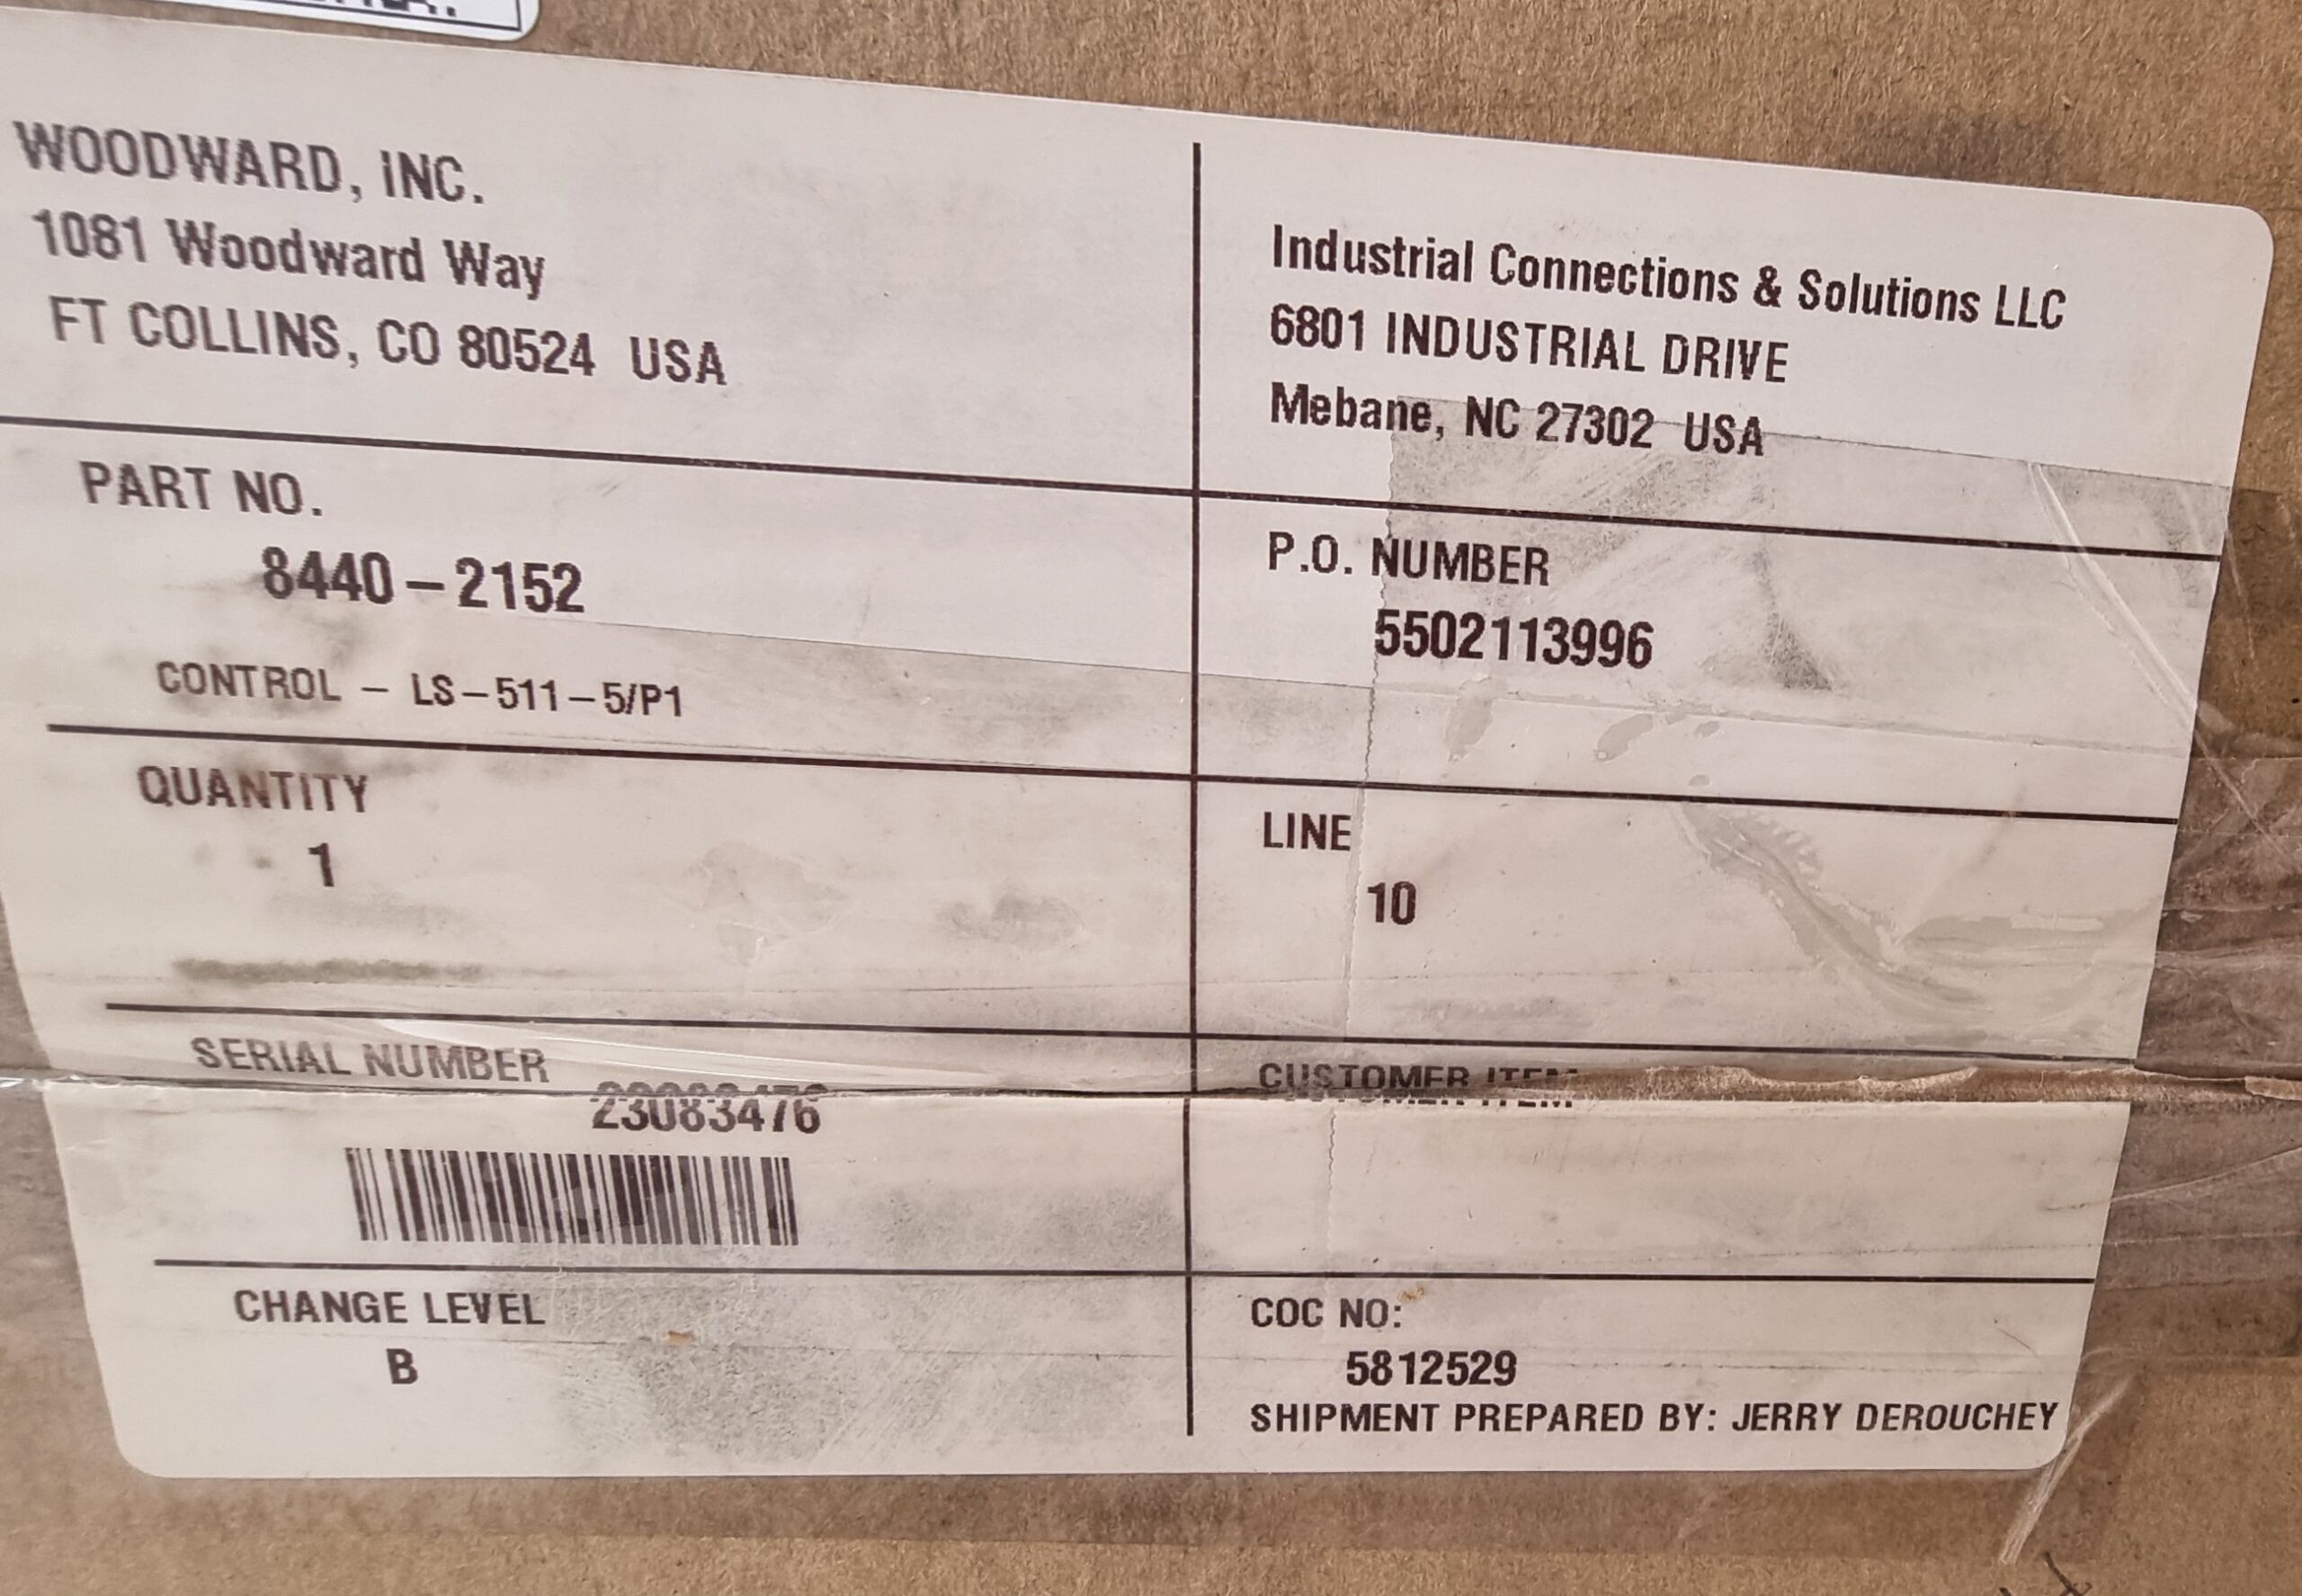 WOODWARD, INC.
1081 Woodward Way
FT COLLINS, CO 80524 USA
Industrial Connections & Solutions LLC
6801 INDUSTRIAL DRIVE
Mebane, NC 27302 USA
PART NO.
8440-2152
CONTROL - LS-511-5/P1
P.O. NUMBER
5502113996
QUANTITY
1
LINE
10
SERIAL NUMBER
23083476
CUSTOMER ITEM
CHANGE LEVEL
B
COC NO:
5812529
SHIPMENT PREPARED BY: JERRY DEROUCHEY